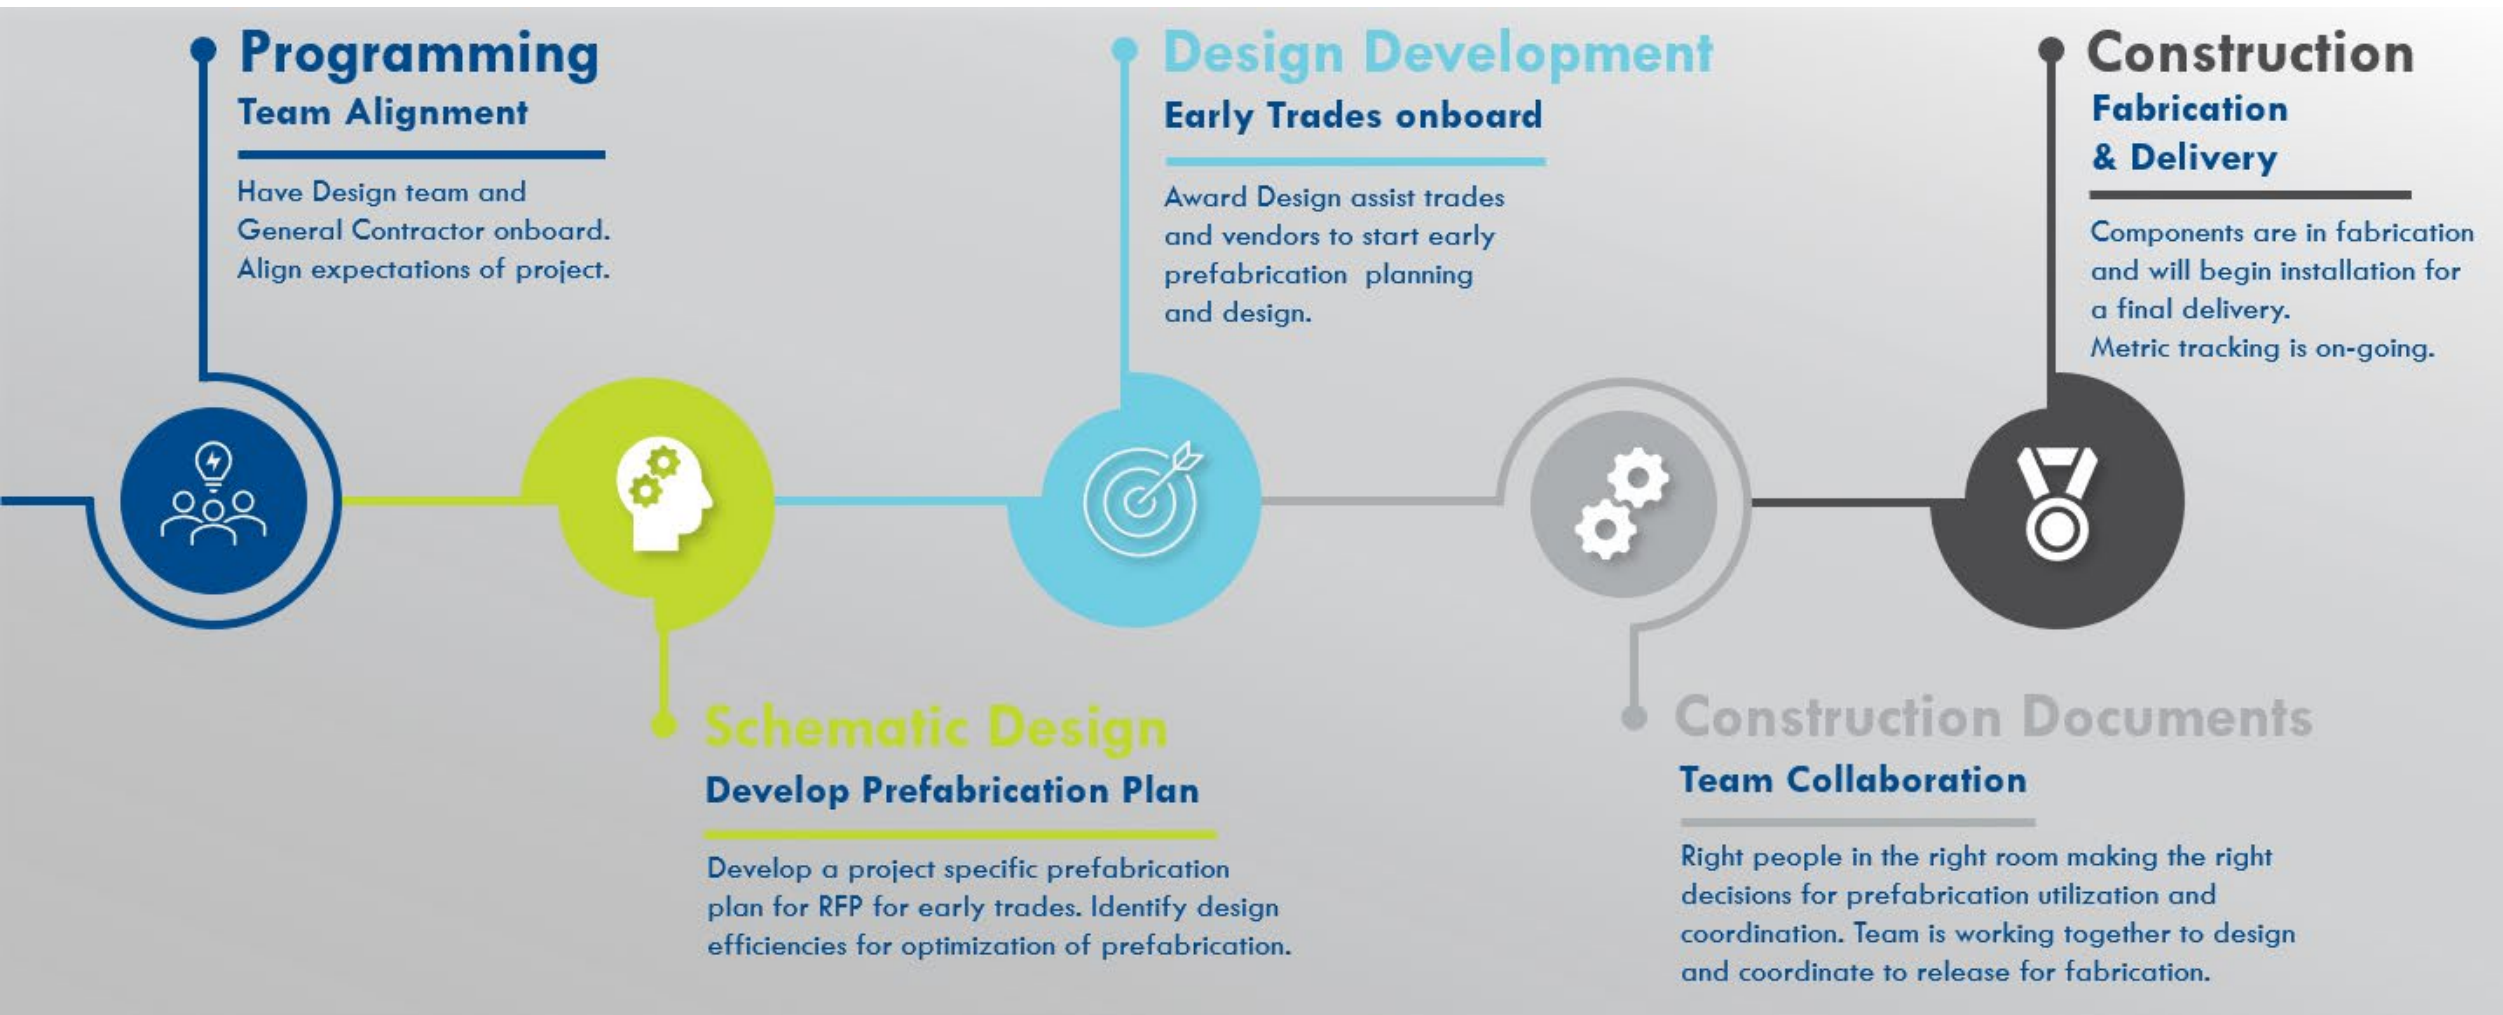 Programming
Team Alignment
Have Design team and
General Contractor onboard.
Align expectations of project.
Schematic Design
Develop Prefabrication Plan
Develop a project specific prefabrication
plan for RFP for early trades. Identify design
efficiencies for optimization of prefabrication.
Design Development
Early Trades onboard
Award Design assist trades
and vendors to start early
prefabrication planning
and design.
Construction Documents
Team Collaboration
Right people in the right room making the right
decisions for prefabrication utilization and
coordination. Team is working together to design
and coordinate to release for fabrication.
Construction
Fabrication
& Delivery
Components are in fabrication
and will begin installation for
a final delivery.
Metric tracking is on-going.